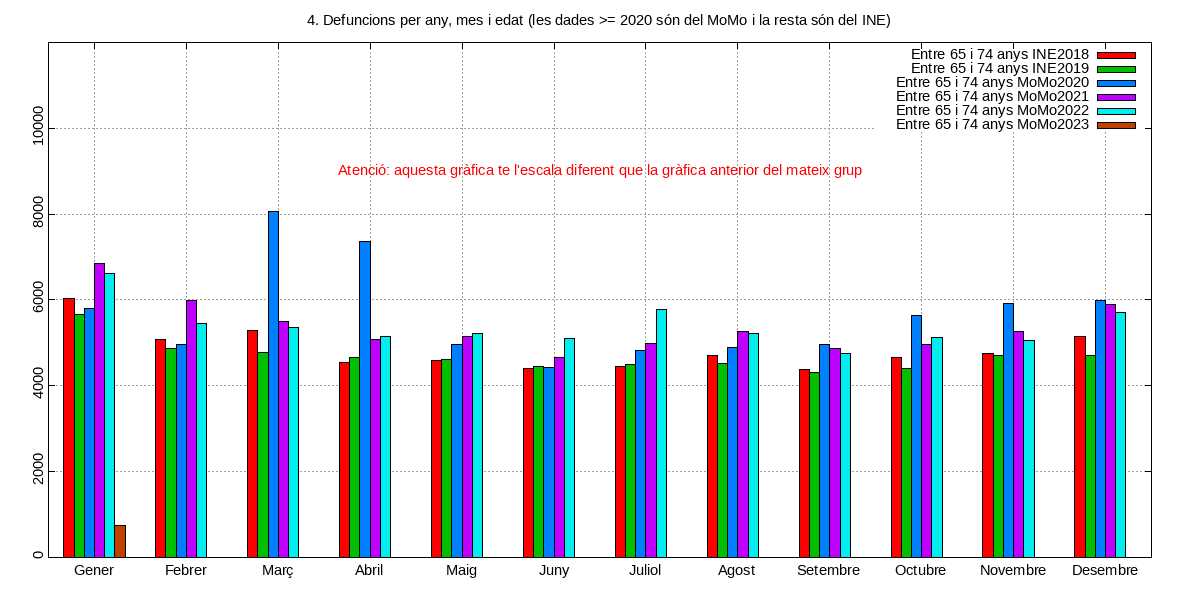 4. Defuncions per any, mes i edat (les dades >= 2020 són del MoMo i la resta són del INE)
Entre 65 i 74 anys INE2018
Entre 65 i 74 anys INE2019
Entre 65 i 74 anys MoMo2020
Entre 65 i 74 anys MoMo2021
Entre 65 i 74 anys MoMo2022
Entre 65 i 74 anys MoMo2023
Atenció: aquesta gràfica te l'escala diferent que la gràfica anterior del mateix grup
10000
8000
6000
4000
2000
0
Gener Febrer Març Abril Maig Juny Juliol Agost Setembre Octubre Novembre Desembre